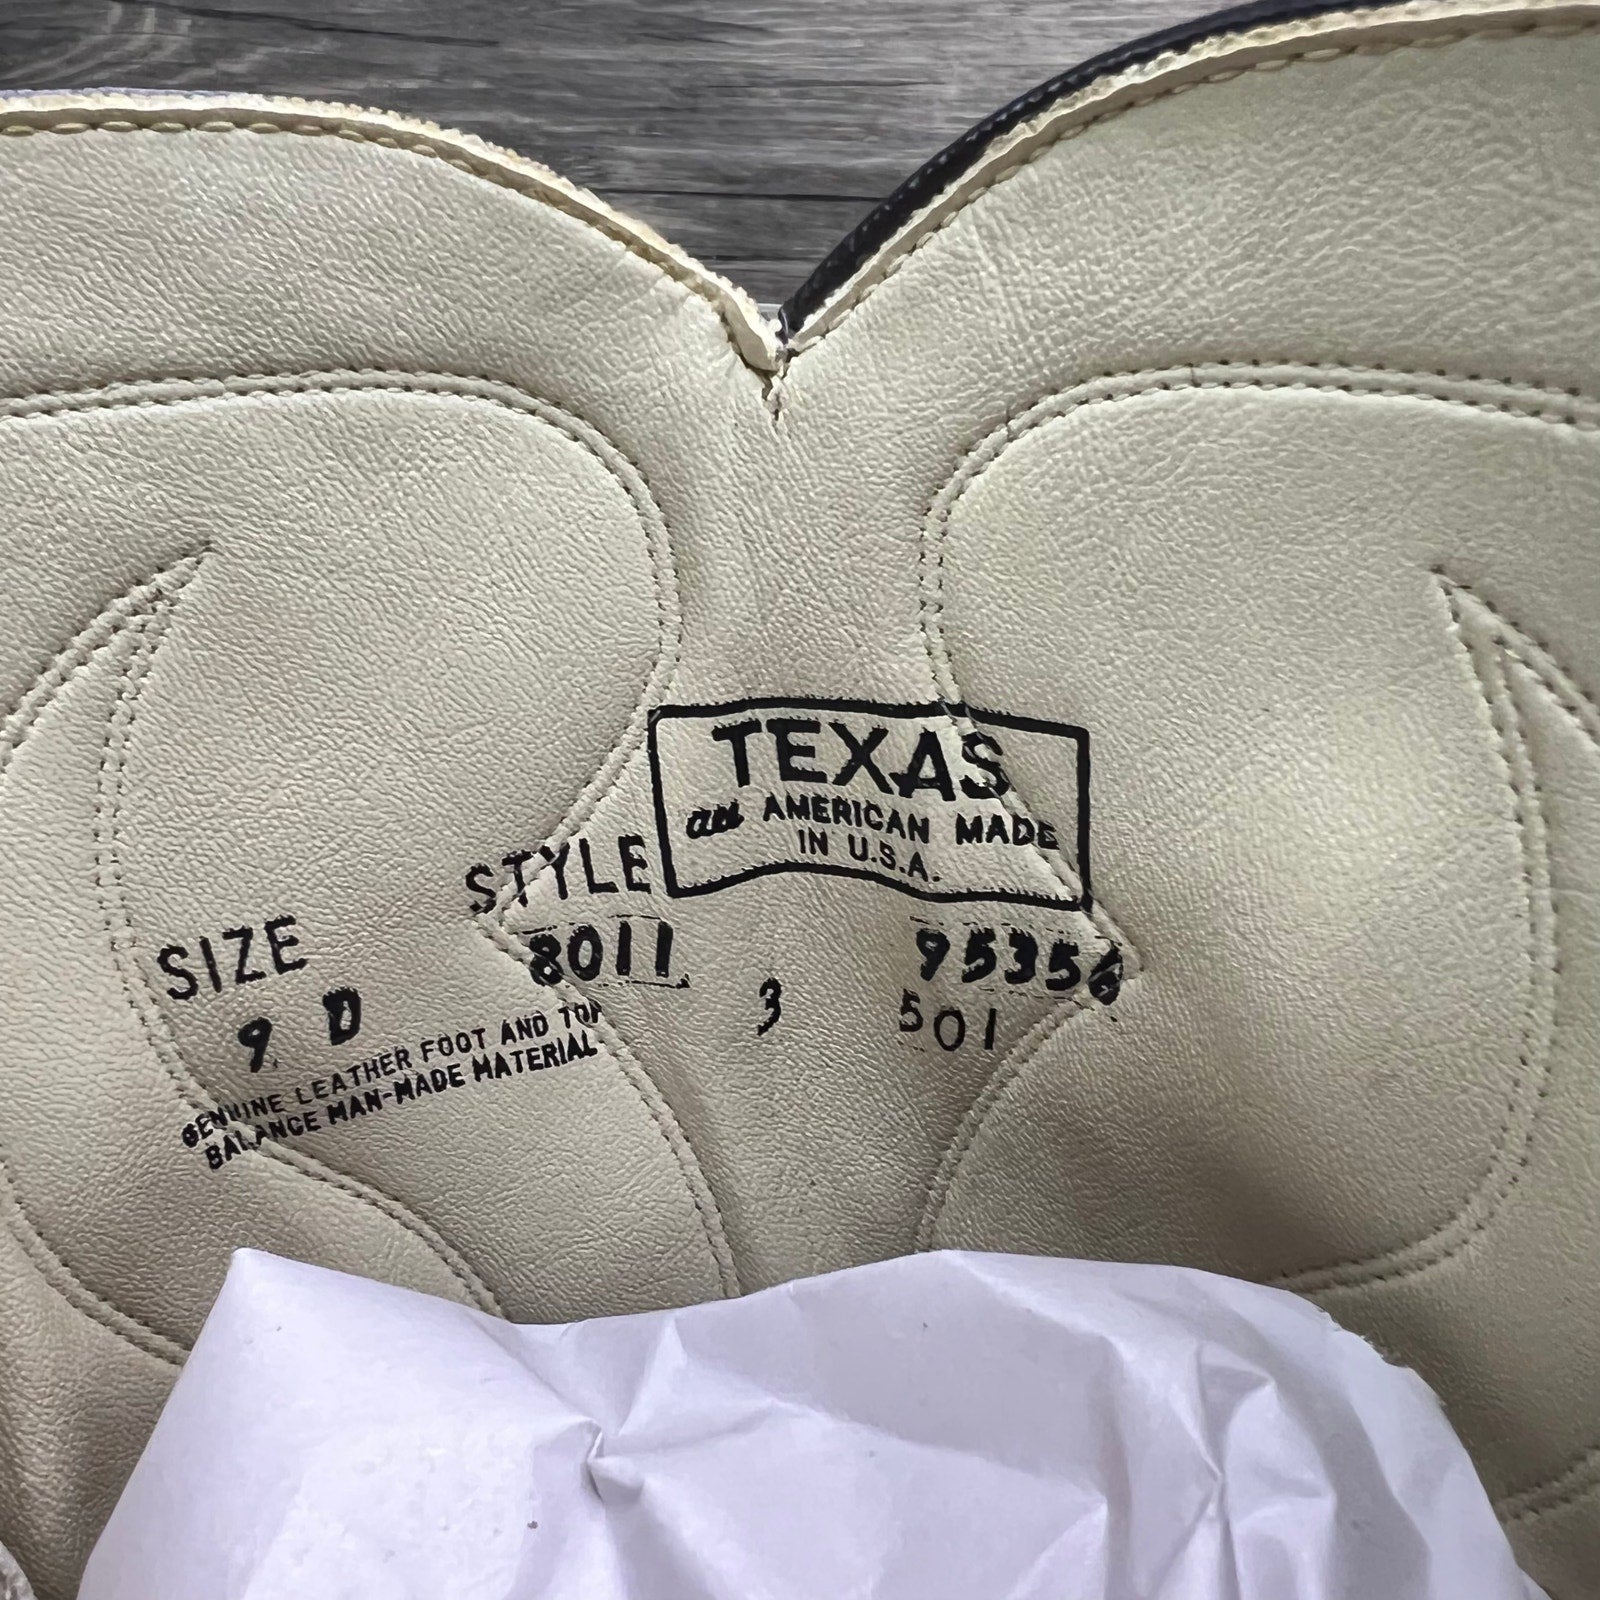 TEXAS
an AMERICAN MADE
IN U.S.A.
STYLE
8011
95356
3
501
SIZE
9 D
GENUINE LEATHER FOOT AND TOP
BALANCE MAN-MADE MATERIAL